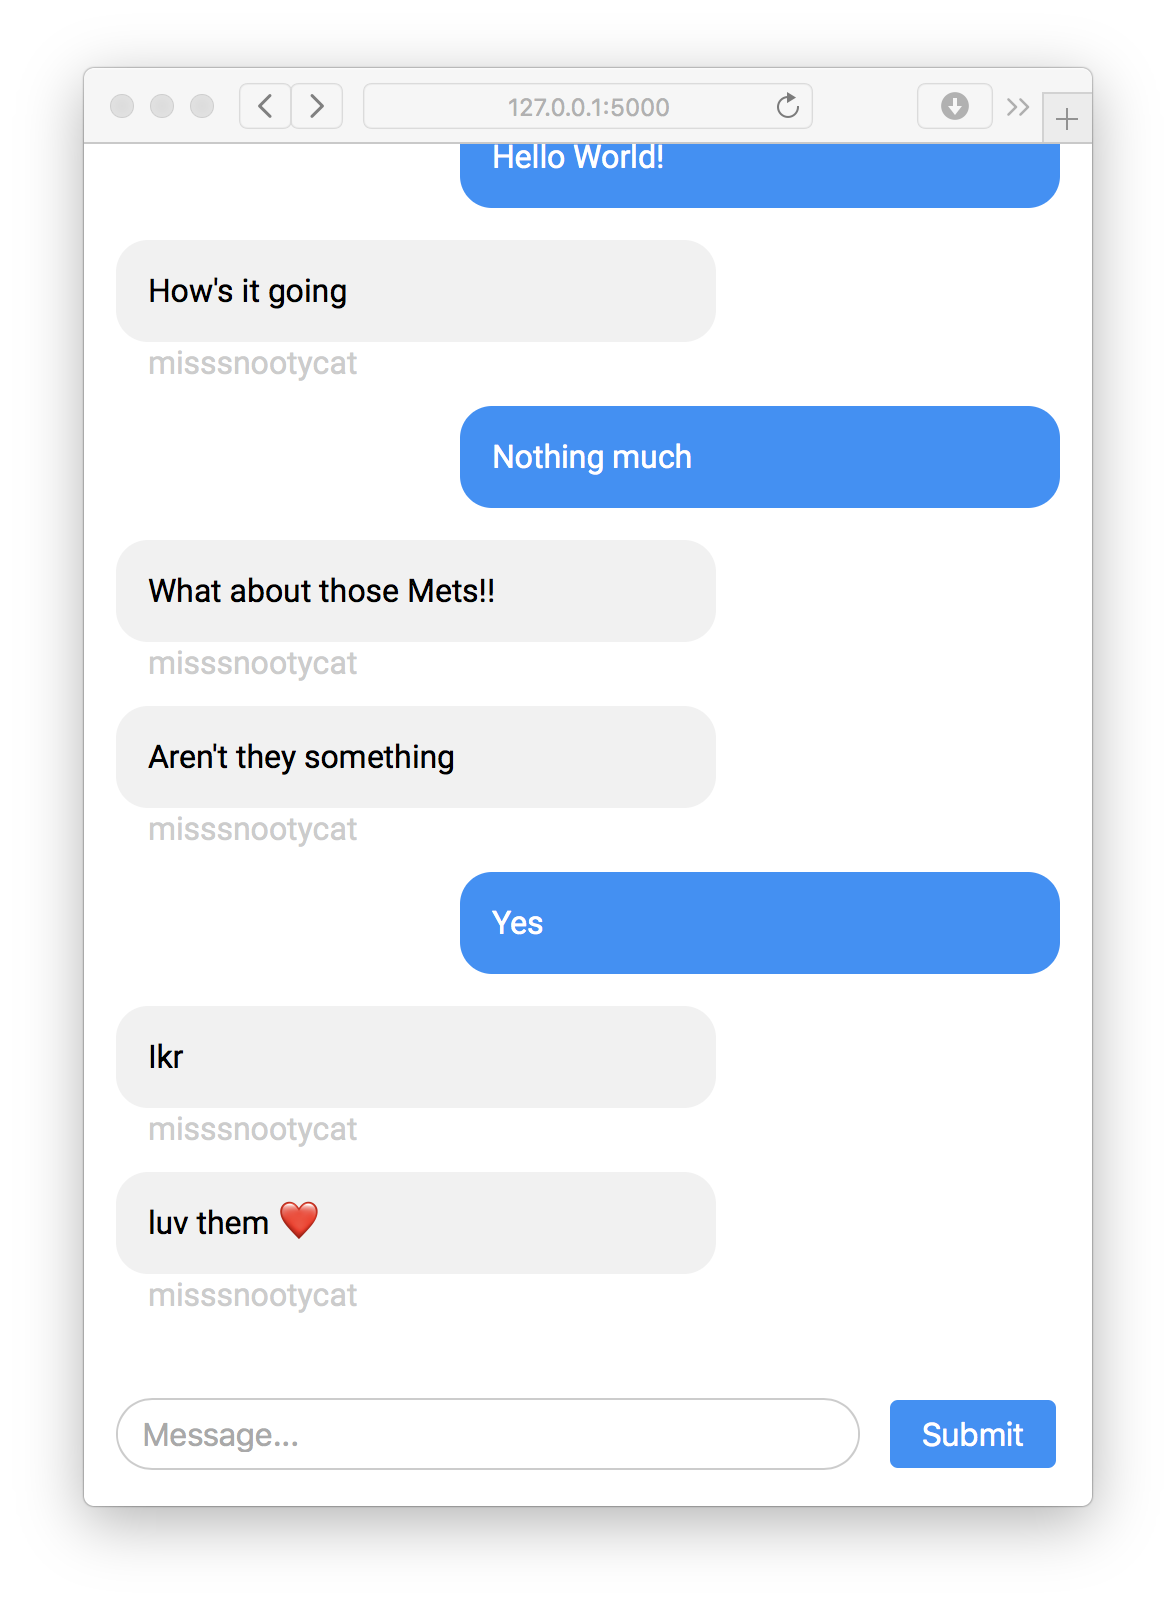 127.0.0.1:5000
Hello World!
How's it going
misssnootycat
Nothing much
What about those Mets!!
misssnootycat
Aren't they something
misssnootycat
Yes
Ikr
misssnootycat
luv them ❤️
misssnootycat
Message...
Submit